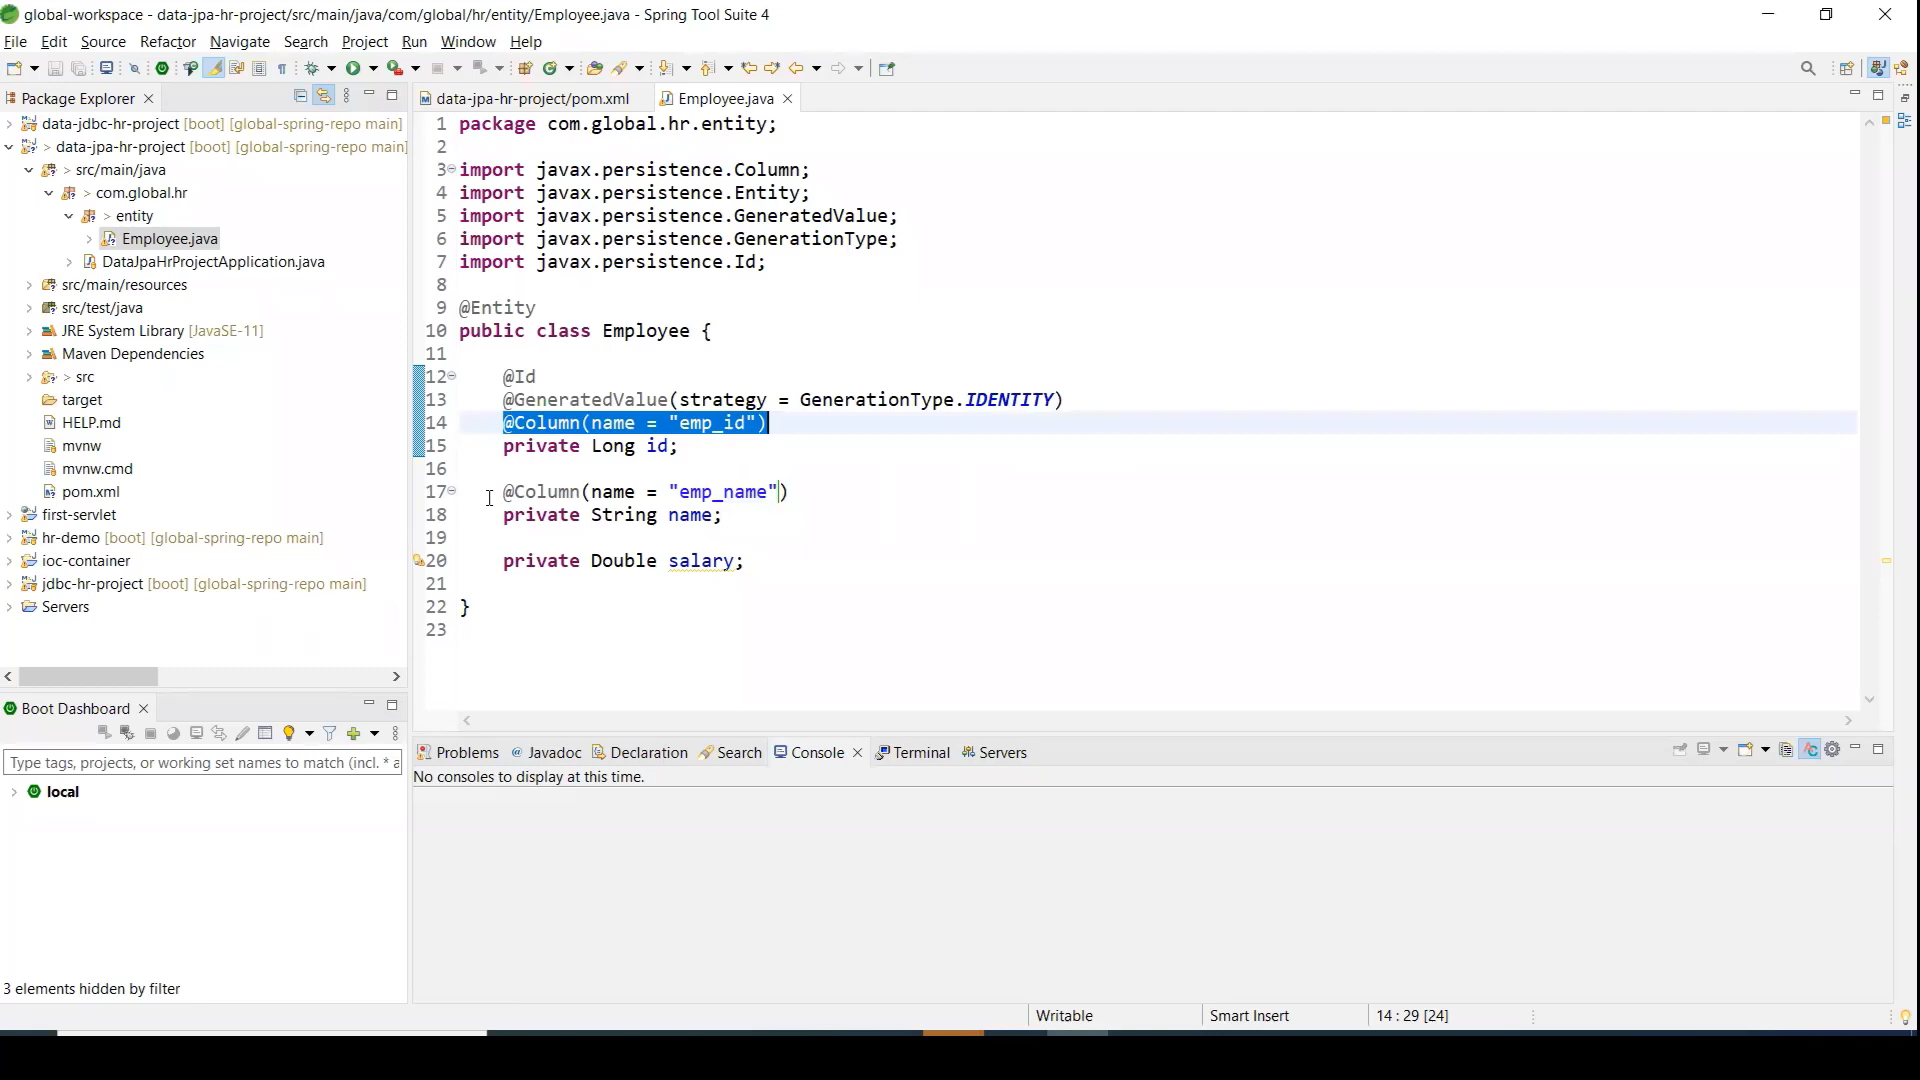 global-workspace - data-jpa-hr-project/src/main/java/com/global/hr/entity/Employee.java - Spring Tool Suite 4
File Edit Source Refactor Navigate Search Project Run Window Help
Package Explorer
data-jpa-hr-project/pom.xml
Employee.java
data-jdbc-hr-project [boot] [global-spring-repo main]
> data-jpa-hr-project [boot] [global-spring-repo main]
> src/main/java
> com.global.hr
> entity
Employee.java
DataJpaHrProjectApplication.java
src/main/resources
src/test/java
JRE System Library [JavaSE-11]
Maven Dependencies
> src
target
HELP.md
mvnw
mvnw.cmd
pom.xml
first-servlet
hr-demo [boot] [global-spring-repo main]
ioc-container
jdbc-hr-project [boot] [global-spring-repo main]
Servers
1 package com.global.hr.entity;
2
3 import javax.persistence.Column;
4 import javax.persistence.Entity;
5 import javax.persistence.GeneratedValue;
6 import javax.persistence.GenerationType;
7 import javax.persistence.Id;
8
9 @Entity
10 public class Employee {
11
12 @Id
13 @GeneratedValue(strategy = GenerationType.IDENTITY)
14 @Column(name = "emp_id")
15 private Long id;
16
17 @Column(name = "emp_name")
18 private String name;
19
20 private Double salary;
21
22 }
23
Boot Dashboard
Type tags, projects, or working set names to match (incl. * a
local
3 elements hidden by filter
Problems @ Javadoc Declaration Search Console Terminal Servers
No consoles to display at this time.
Writable
Smart Insert
14 : 29 [24]